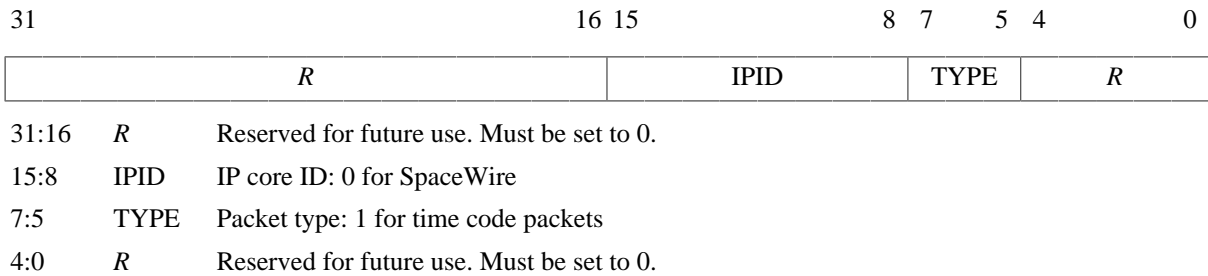 31 16 15 8 7 5 4 0
R IPID TYPE R
31:16 R Reserved for future use. Must be set to 0.
15:8 IPID IP core ID: 0 for SpaceWire
7:5 TYPE Packet type: 1 for time code packets
4:0 R Reserved for future use. Must be set to 0.